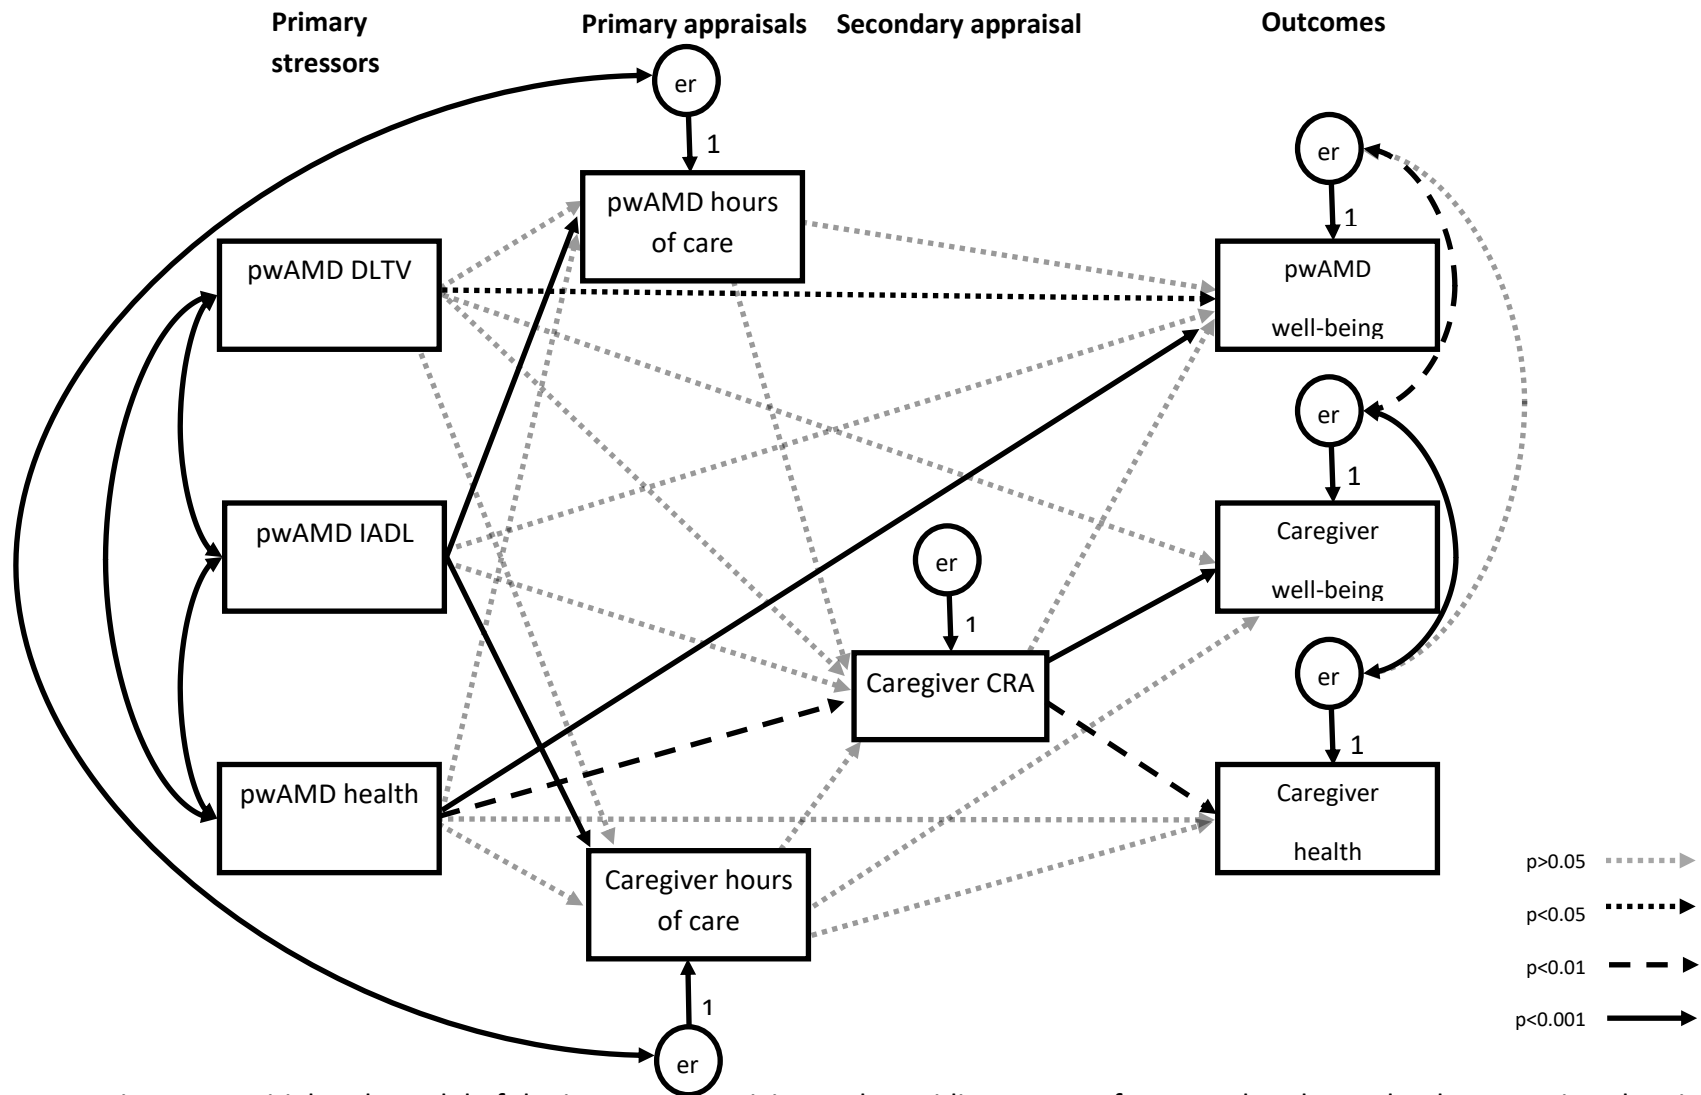 Primary
stressors
Primary appraisals
Secondary appraisal
Outcomes
er
1
er
1
pwAMD hours
of care
pwAMD DLTV
pwAMD
well-being
er
1
pwAMD IADL
Caregiver
well-being
er
1
er
1
Caregiver CRA
pwAMD health
Caregiver
health
Caregiver hours
of care
1
er
p>0.05
p<0.05
p<0.01
p<0.001